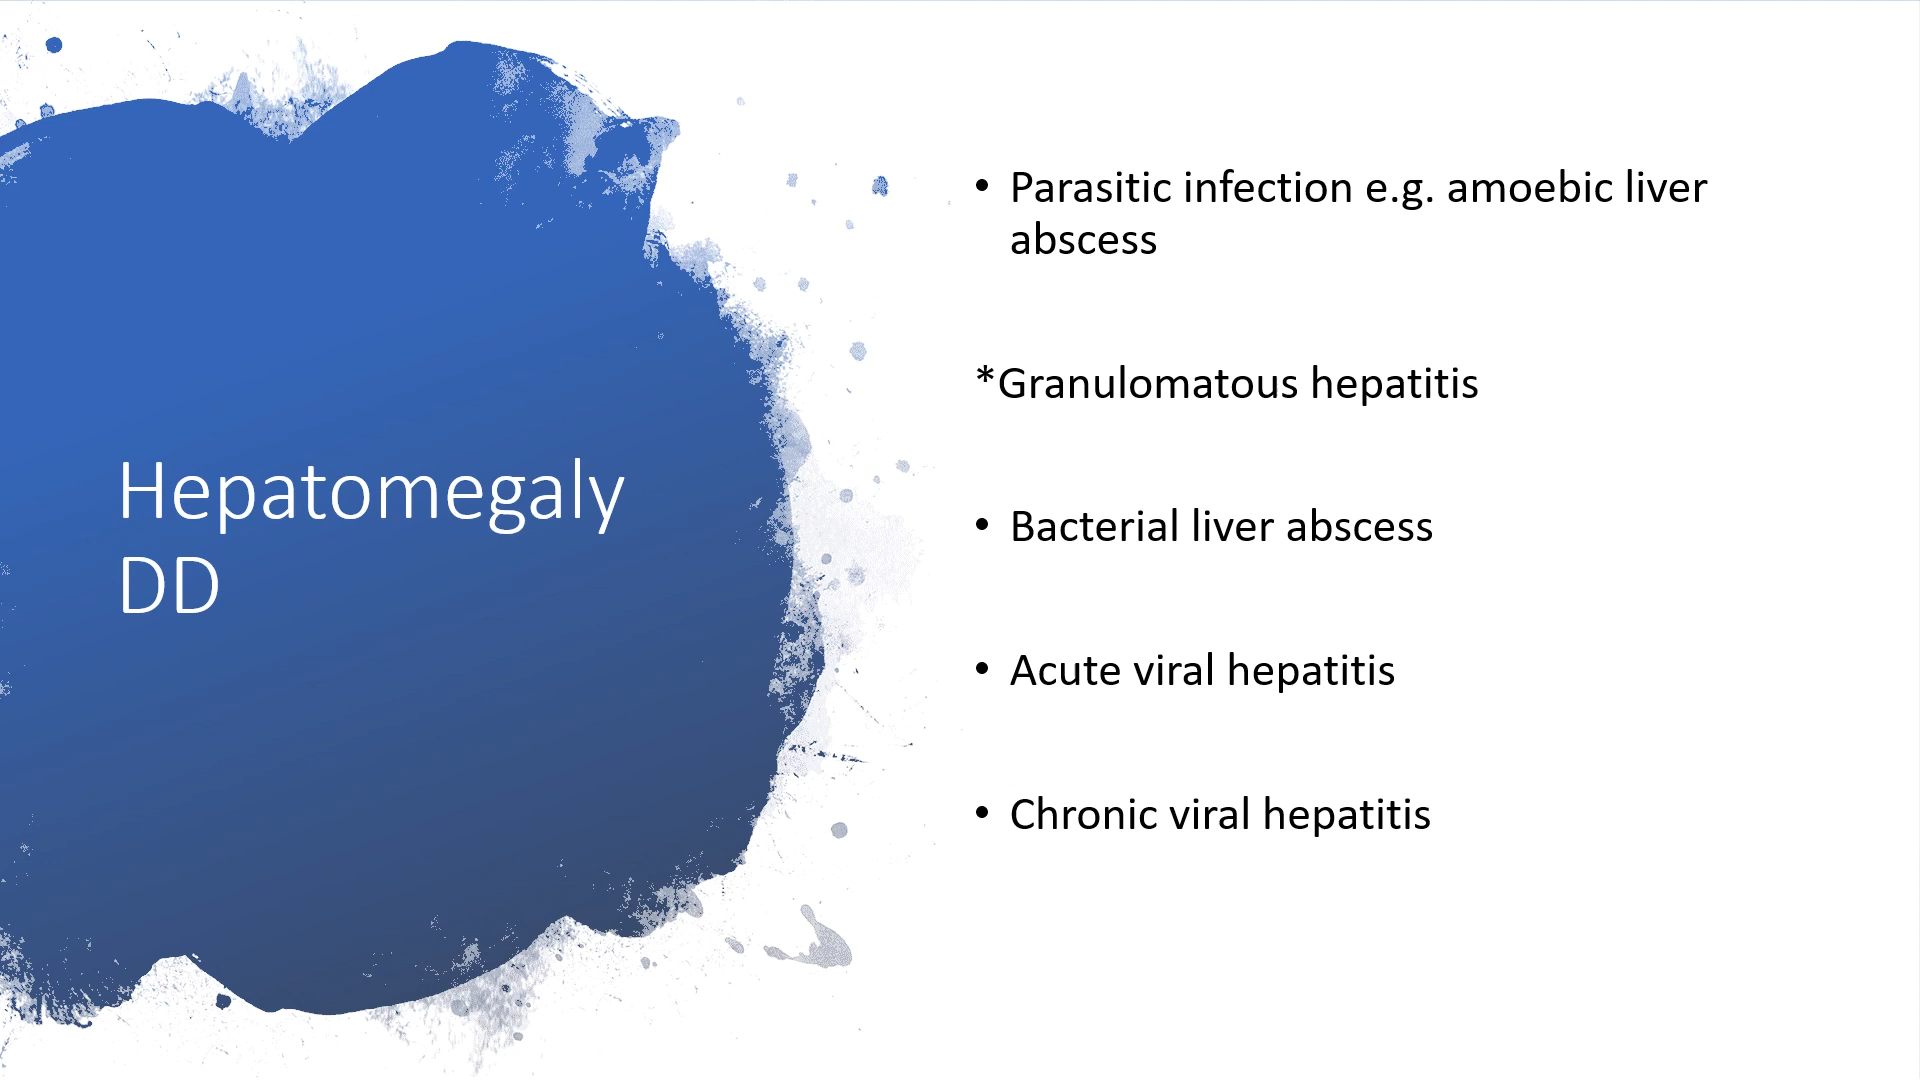 Hepatomegaly
DD
• Parasitic infection e.g. amoebic liver
abscess
*Granulomatous hepatitis
• Bacterial liver abscess
• Acute viral hepatitis
• Chronic viral hepatitis